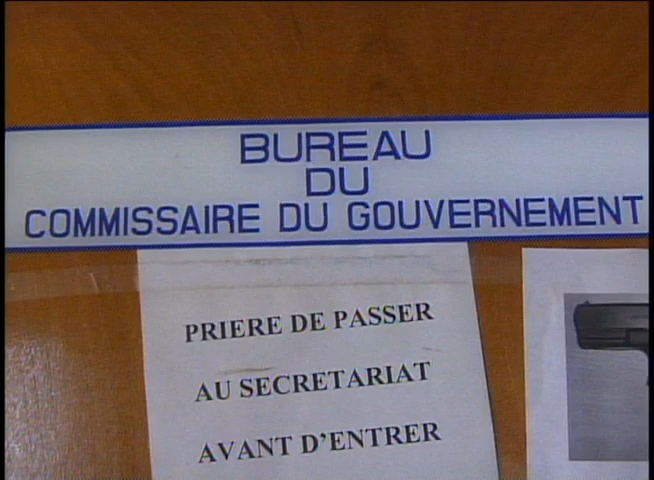 BUREAU
DU
COMMISSAIRE DU GOUVERNEMENT
PRIERE DE PASSER
AU SECRETARIAT
AVANT D'ENTRER